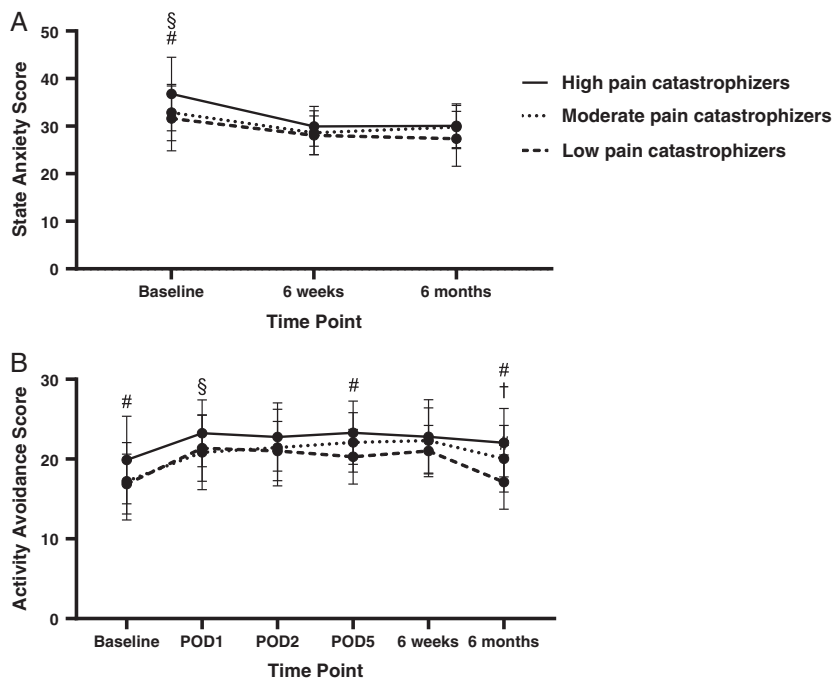 A
§
#
50
40
30
20
10
0
State Anxiety Score
Baseline
6 weeks
6 months
Time Point
High pain catastrophizers
Moderate pain catastrophizers
Low pain catastrophizers
B
#
§
#
#
†
30
20
10
0
Activity Avoidance Score
Baseline
POD1
POD2
POD5
6 weeks
6 months
Time Point